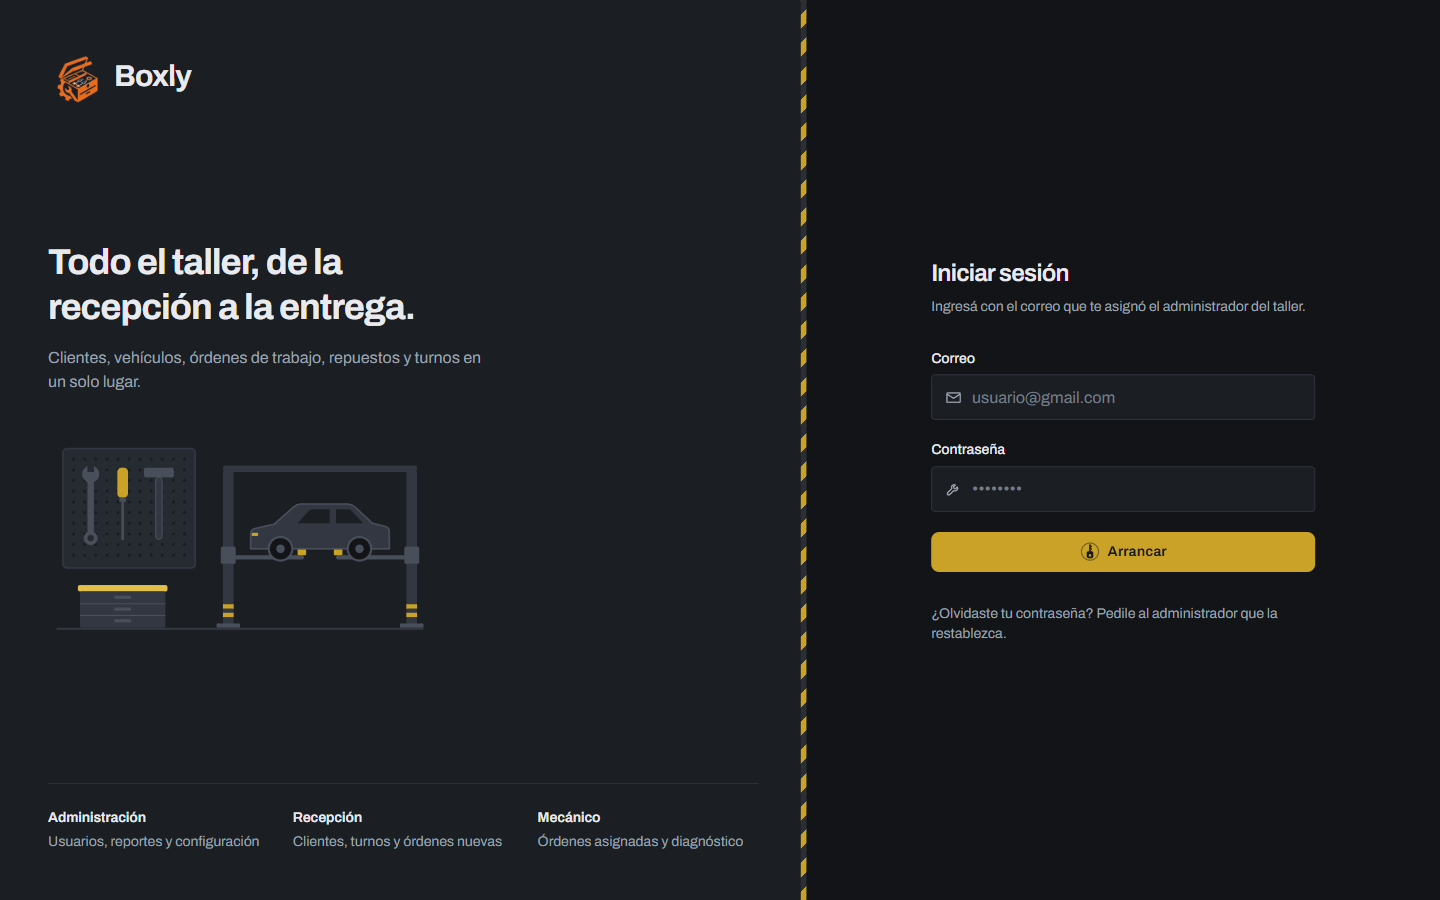 Boxly
Todo el taller, de la
recepción a la entrega.
Clientes, vehículos, órdenes de trabajo, repuestos y turnos en
un solo lugar.
Administración
Usuarios, reportes y configuración
Recepción
Clientes, turnos y órdenes nuevas
Mecánico
Órdenes asignadas y diagnóstico
Iniciar sesión
Ingresá con el correo que te asignó el administrador del taller.
Correo
usuario@gmail.com
Contraseña
••••••••
Arrancar
¿Olvidaste tu contraseña? Pedile al administrador que la
restablezca.